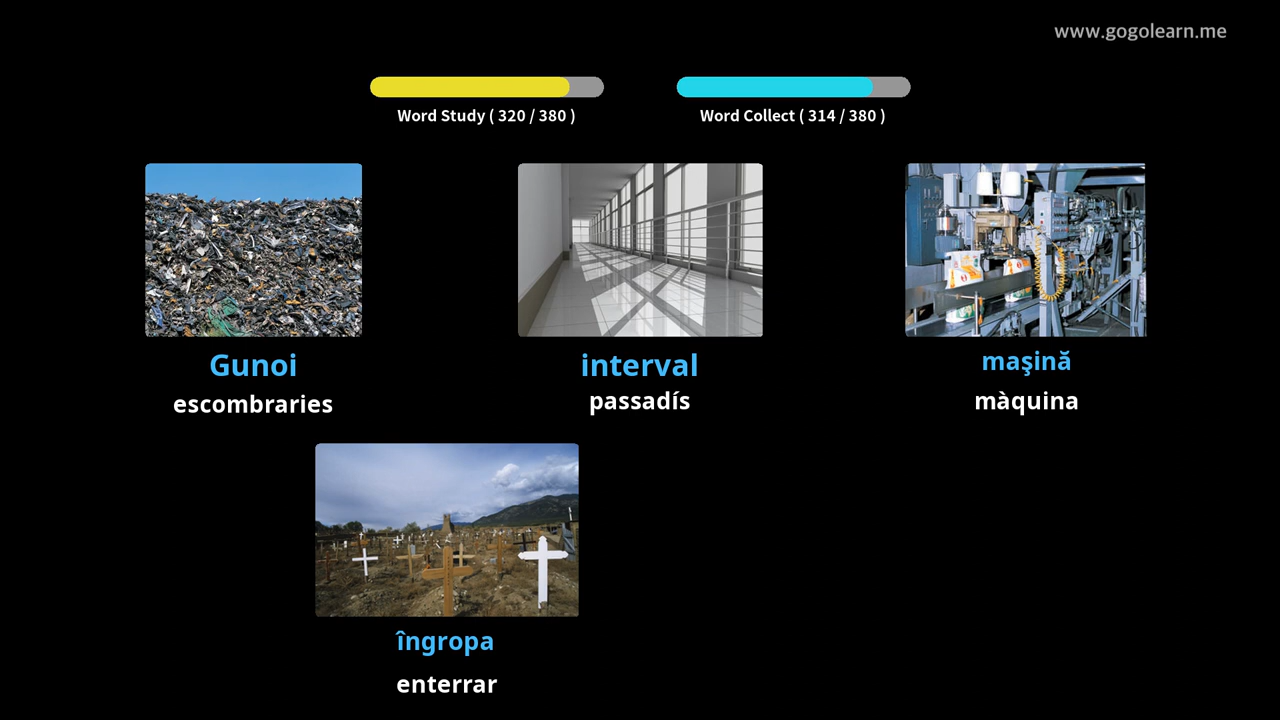 www.gogolearn.me
Word Study ( 320 / 380 )
Word Collect ( 314 / 380 )
Gunoi
escombraries
interval
passadís
maşină
màquina
îngropa
enterrar